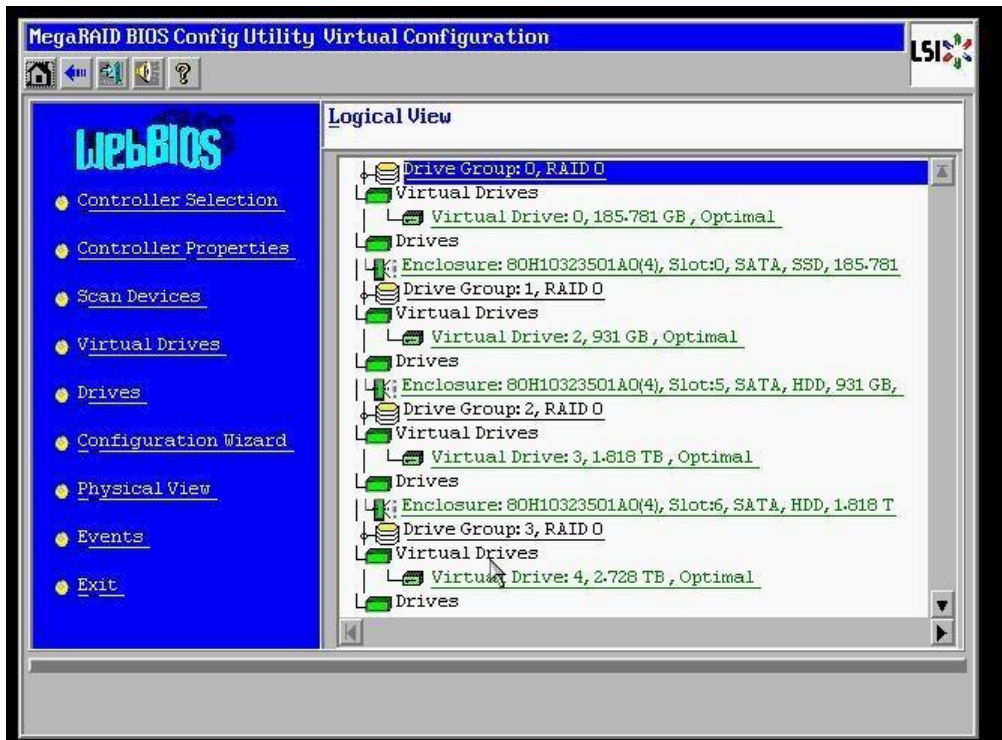 MegaRAID BIOS Config Utility Virtual Configuration
LSI
WebBIOS
Controller Selection
Controller Properties
Scan Devices
Virtual Drives
Drives
Configuration Wizard
Physical View
Events
Exit
Logical View
Drive Group: 0, RAID 0
Virtual Drives
Virtual Drive: 0, 185.781 GB, Optimal
Drives
Enclosure: 80H10323501A0(4), Slot:0, SATA, SSD, 185.781
Drive Group: 1, RAID 0
Virtual Drives
Virtual Drive: 2, 931 GB, Optimal
Drives
Enclosure: 80H10323501A0(4), Slot:5, SATA, HDD, 931 GB,
Drive Group: 2, RAID 0
Virtual Drives
Virtual Drive: 3, 1.818 TB, Optimal
Drives
Enclosure: 80H10323501A0(4), Slot:6, SATA, HDD, 1.818 T
Drive Group: 3, RAID 0
Virtual Drives
Virtual Drive: 4, 2.728 TB, Optimal
Drives